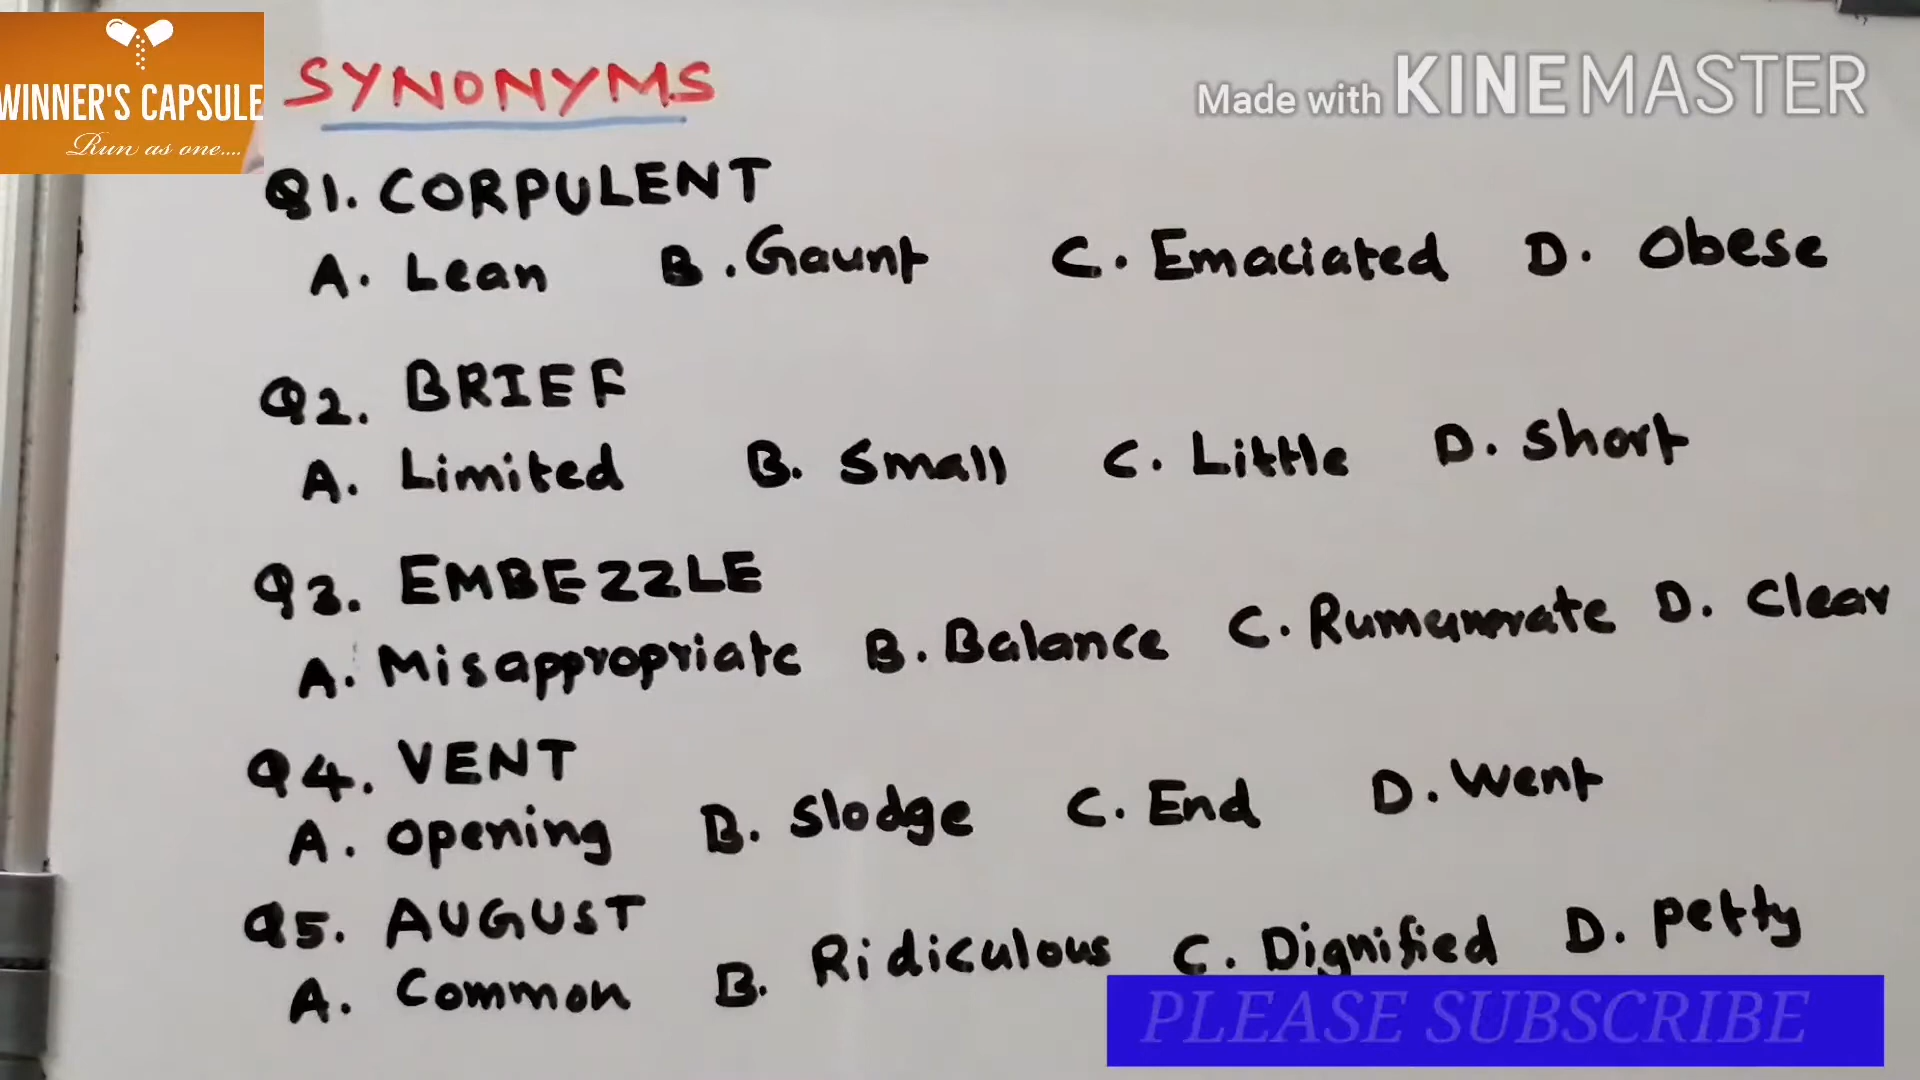 WINNER'S CAPSULE
Run as one....
SYNONYMS
Made with KINEMASTER
Q1. CORPULENT
A. Lean B. Gaunt C. Emaciated D. Obese
Q2. BRIEF
A. Limited B. Small C. Little D. Short
Q3. EMBEZZLE
A. Misappropriate B. Balance C. Rumunerate D. Clear
Q4. VENT
A. Opening B. Slodge C. End D. Went
Q5. AUGUST
A. Common B. Ridiculous C. Dignified D. Petty
PLEASE SUBSCRIBE